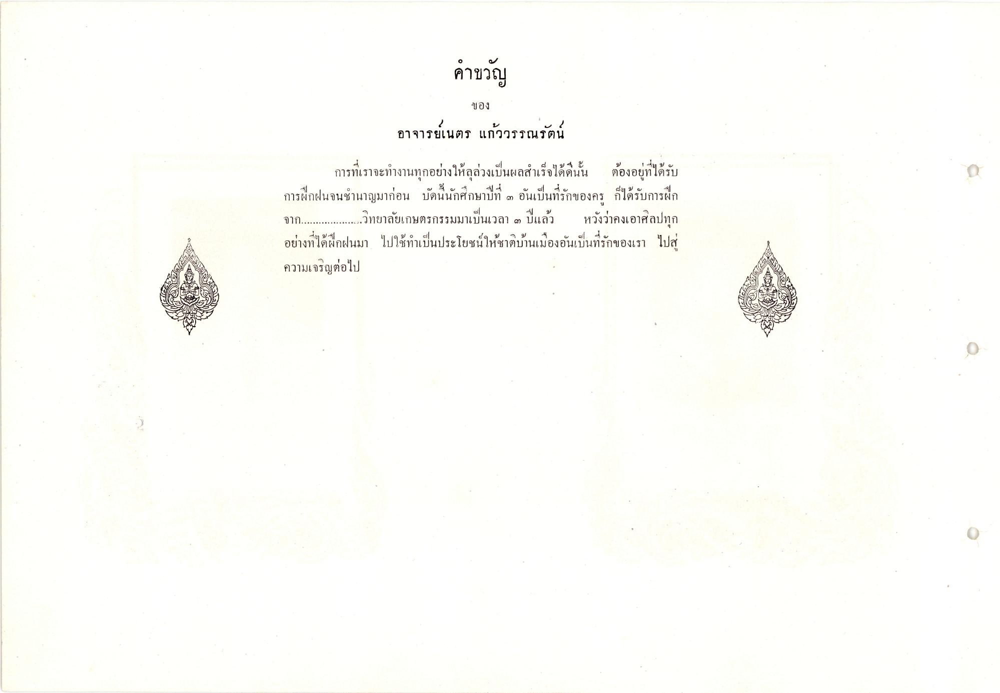 คำขวัญ
ของ
อาจารย์เนตร แก้ววรรณรัตน์
การที่เราจะทำงานทุกอย่างให้ลุล่วงเป็นผลสำเร็จได้ดีนั้น ต้องอยู่ที่ได้รับ
การฝึกฝนจนชำนาญมาก่อน บัดนี้นักศึกษาปีที่ ๓ อันเป็นที่รักของครู ก็ได้รับการฝึก
จาก.....................วิทยาลัยเกษตรกรรมมาเป็นเวลา ๓ ปีแล้ว หวังว่าคงเอาศิลปทุก
อย่างที่ได้ฝึกฝนมา ไปใช้ทำเป็นประโยชน์ให้ชาติบ้านเมืองอันเป็นที่รักของเรา ไปสู่
ความเจริญต่อไป